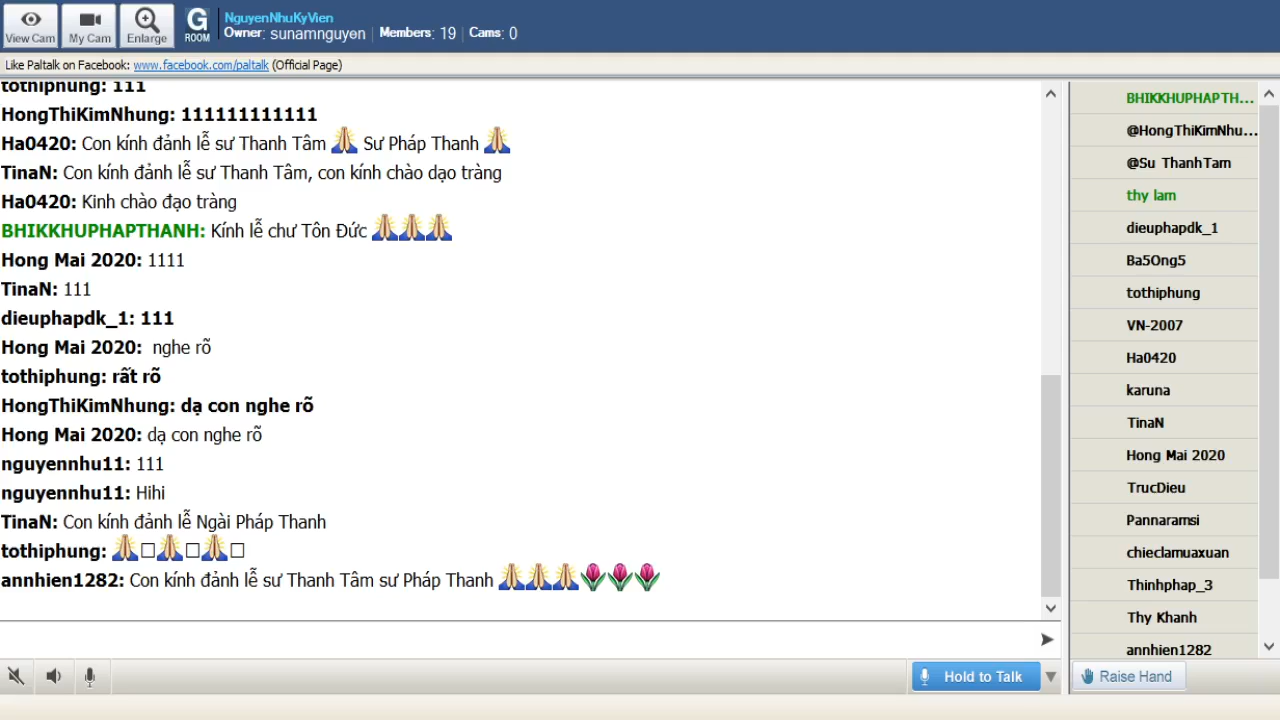 View Cam
My Cam
Enlarge
G
ROOM
NguyenNhuKyVien
Owner: sunamnguyen | Members: 19 | Cams: 0
Like Paltalk on Facebook: www.facebook.com/paltalk (Official Page)
tothiphung: 111
HongThiKimNhung: 111111111111
Ha0420: Con kính đảnh lễ sư Thanh Tâm 🙏 Sư Pháp Thanh 🙏
TinaN: Con kính đảnh lễ sư Thanh Tâm, con kính chào dạo tràng
Ha0420: Kinh chào đạo tràng
BHIKKHUPHAPTHANH: Kính lễ chư Tôn Đức 🙏🙏🙏
Hong Mai 2020: 1111
TinaN: 111
dieuphapdk_1: 111
Hong Mai 2020: nghe rõ
tothiphung: rất rõ
HongThiKimNhung: dạ con nghe rõ
Hong Mai 2020: dạ con nghe rõ
nguyennhu11: 111
nguyennhu11: Hihi
TinaN: Con kính đảnh lễ Ngài Pháp Thanh
tothiphung: 🙏□🙏□🙏□
annhien1282: Con kính đảnh lễ sư Thanh Tâm sư Pháp Thanh 🙏🙏🙏🌷🌷🌷
Hold to Talk
BHIKKHUPHAPTH...
@HongThiKimNhu...
@Su ThanhTam
thy lam
dieuphapdk_1
Ba5Ong5
tothiphung
VN-2007
Ha0420
karuna
TinaN
Hong Mai 2020
TrucDieu
Pannaramsi
chieclamuaxuan
Thinhphap_3
Thy Khanh
annhien1282
Raise Hand